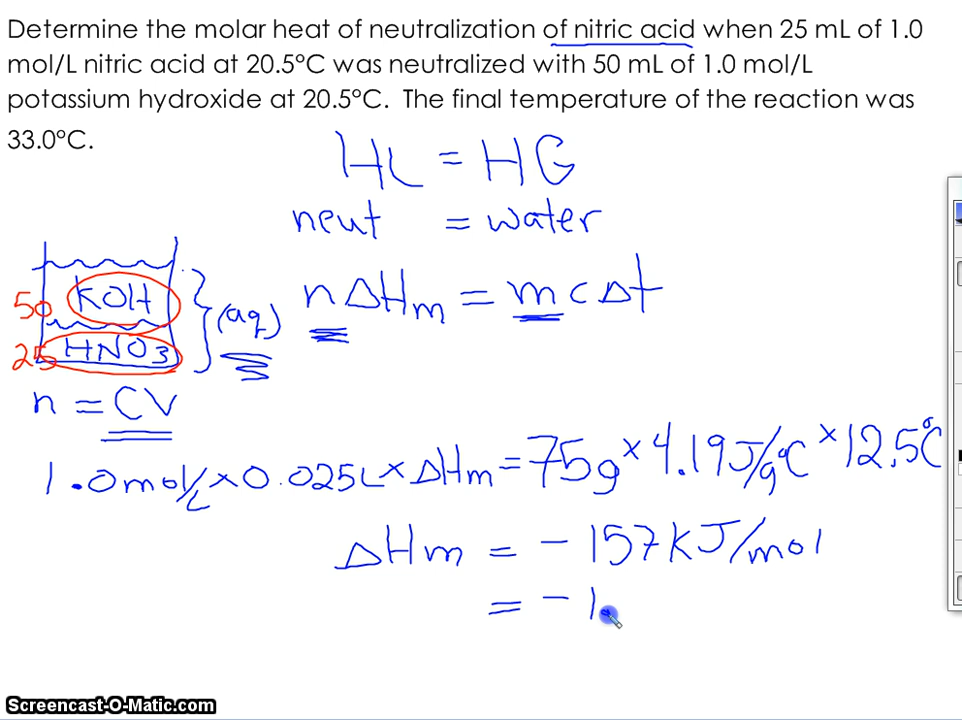 Determine the molar heat of neutralization of nitric acid when 25 mL of 1.0
mol/L nitric acid at 20.5°C was neutralized with 50 mL of 1.0 mol/L
potassium hydroxide at 20.5°C. The final temperature of the reaction was
33.0°C.
HL = HG
neut = water
50 KOH
25 HNO3
(aq)
nΔHm = mcΔt
n = CV
1.0mol/L x 0.025L x ΔHm = 75g x 4.19J/g°C x 12.5°C
ΔHm = -157kJ/mol
= -1.
Screencast-O-Matic.com